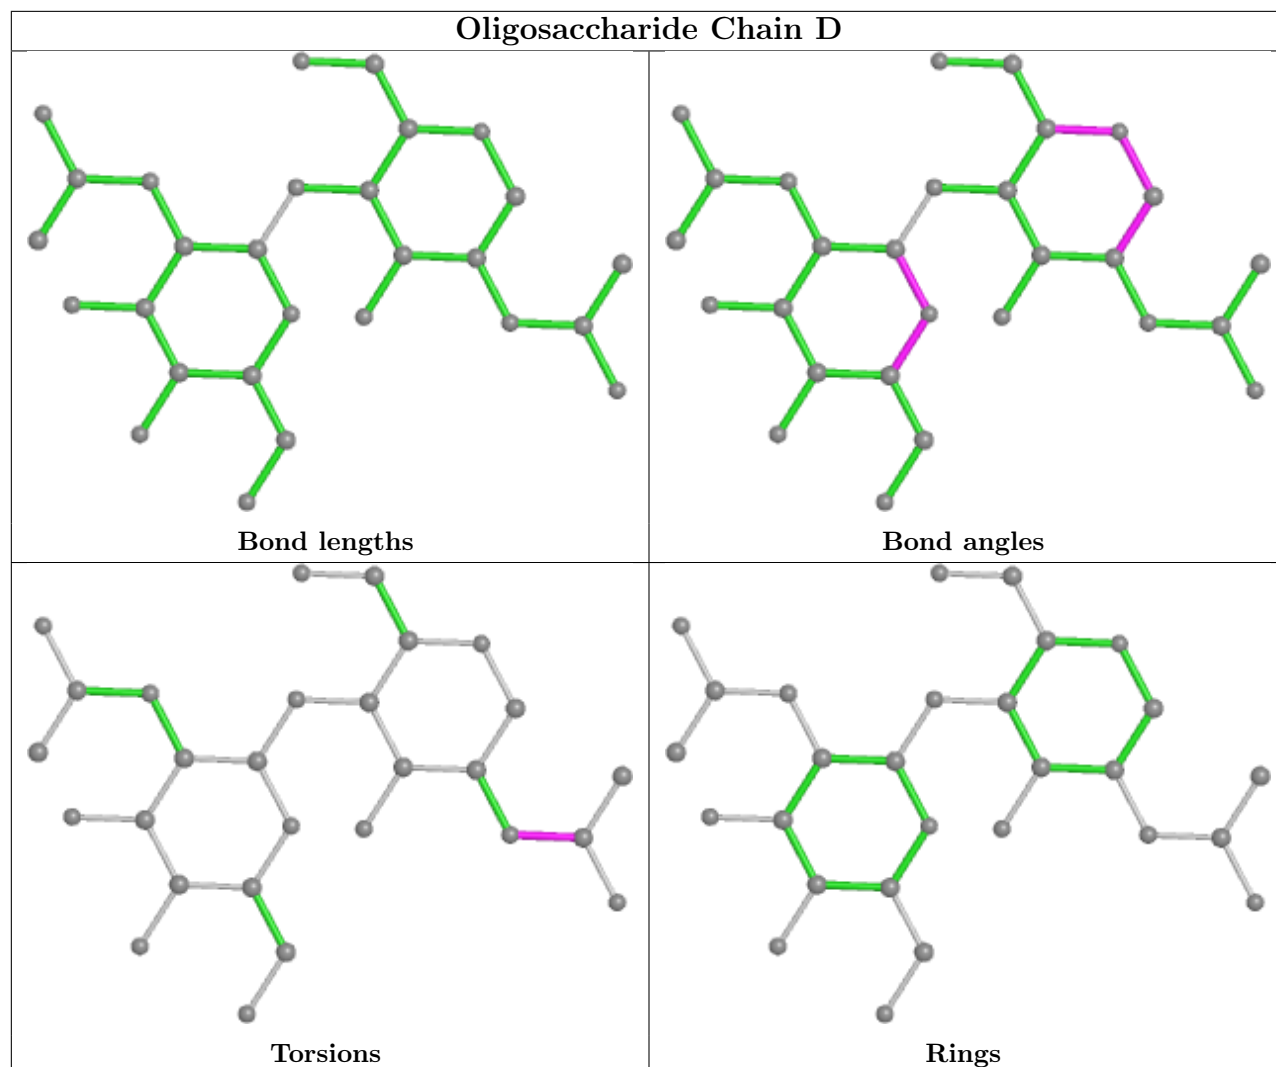 Oligosaccharide Chain D
Bond lengths
Bond angles
Torsions
Rings